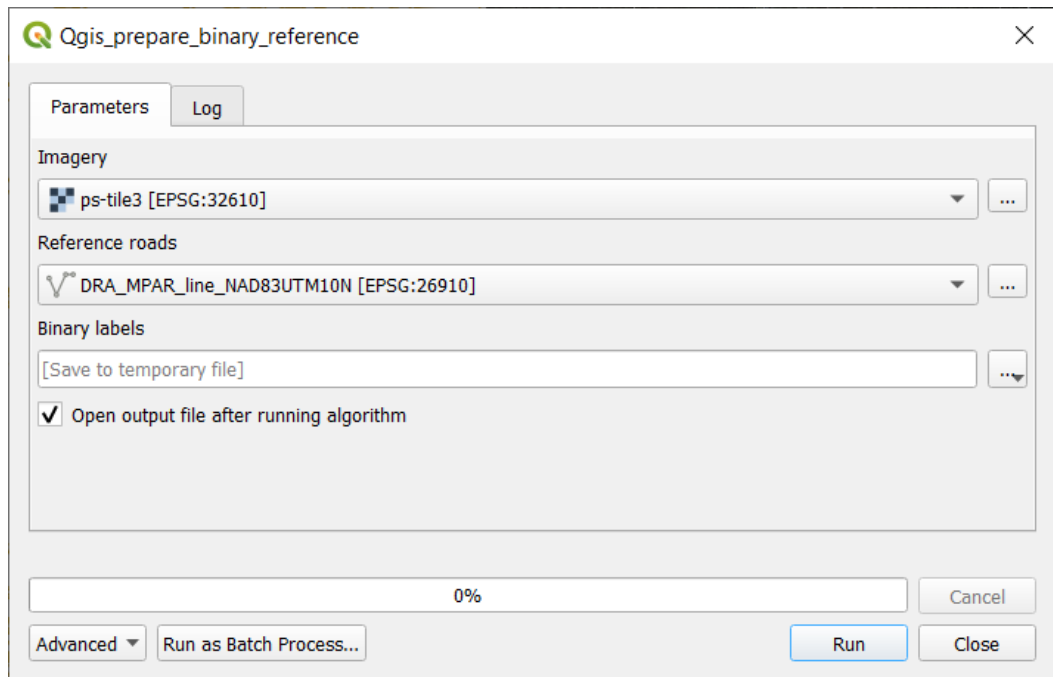 Qgis_prepare_binary_reference
Parameters Log
Imagery
ps-tile3 [EPSG:32610]
...
Reference roads
DRA_MPAR_line_NAD83UTM10N [EPSG:26910]
...
Binary labels
[Save to temporary file]
...
Open output file after running algorithm
0%
Cancel
Advanced Run as Batch Process... Run Close